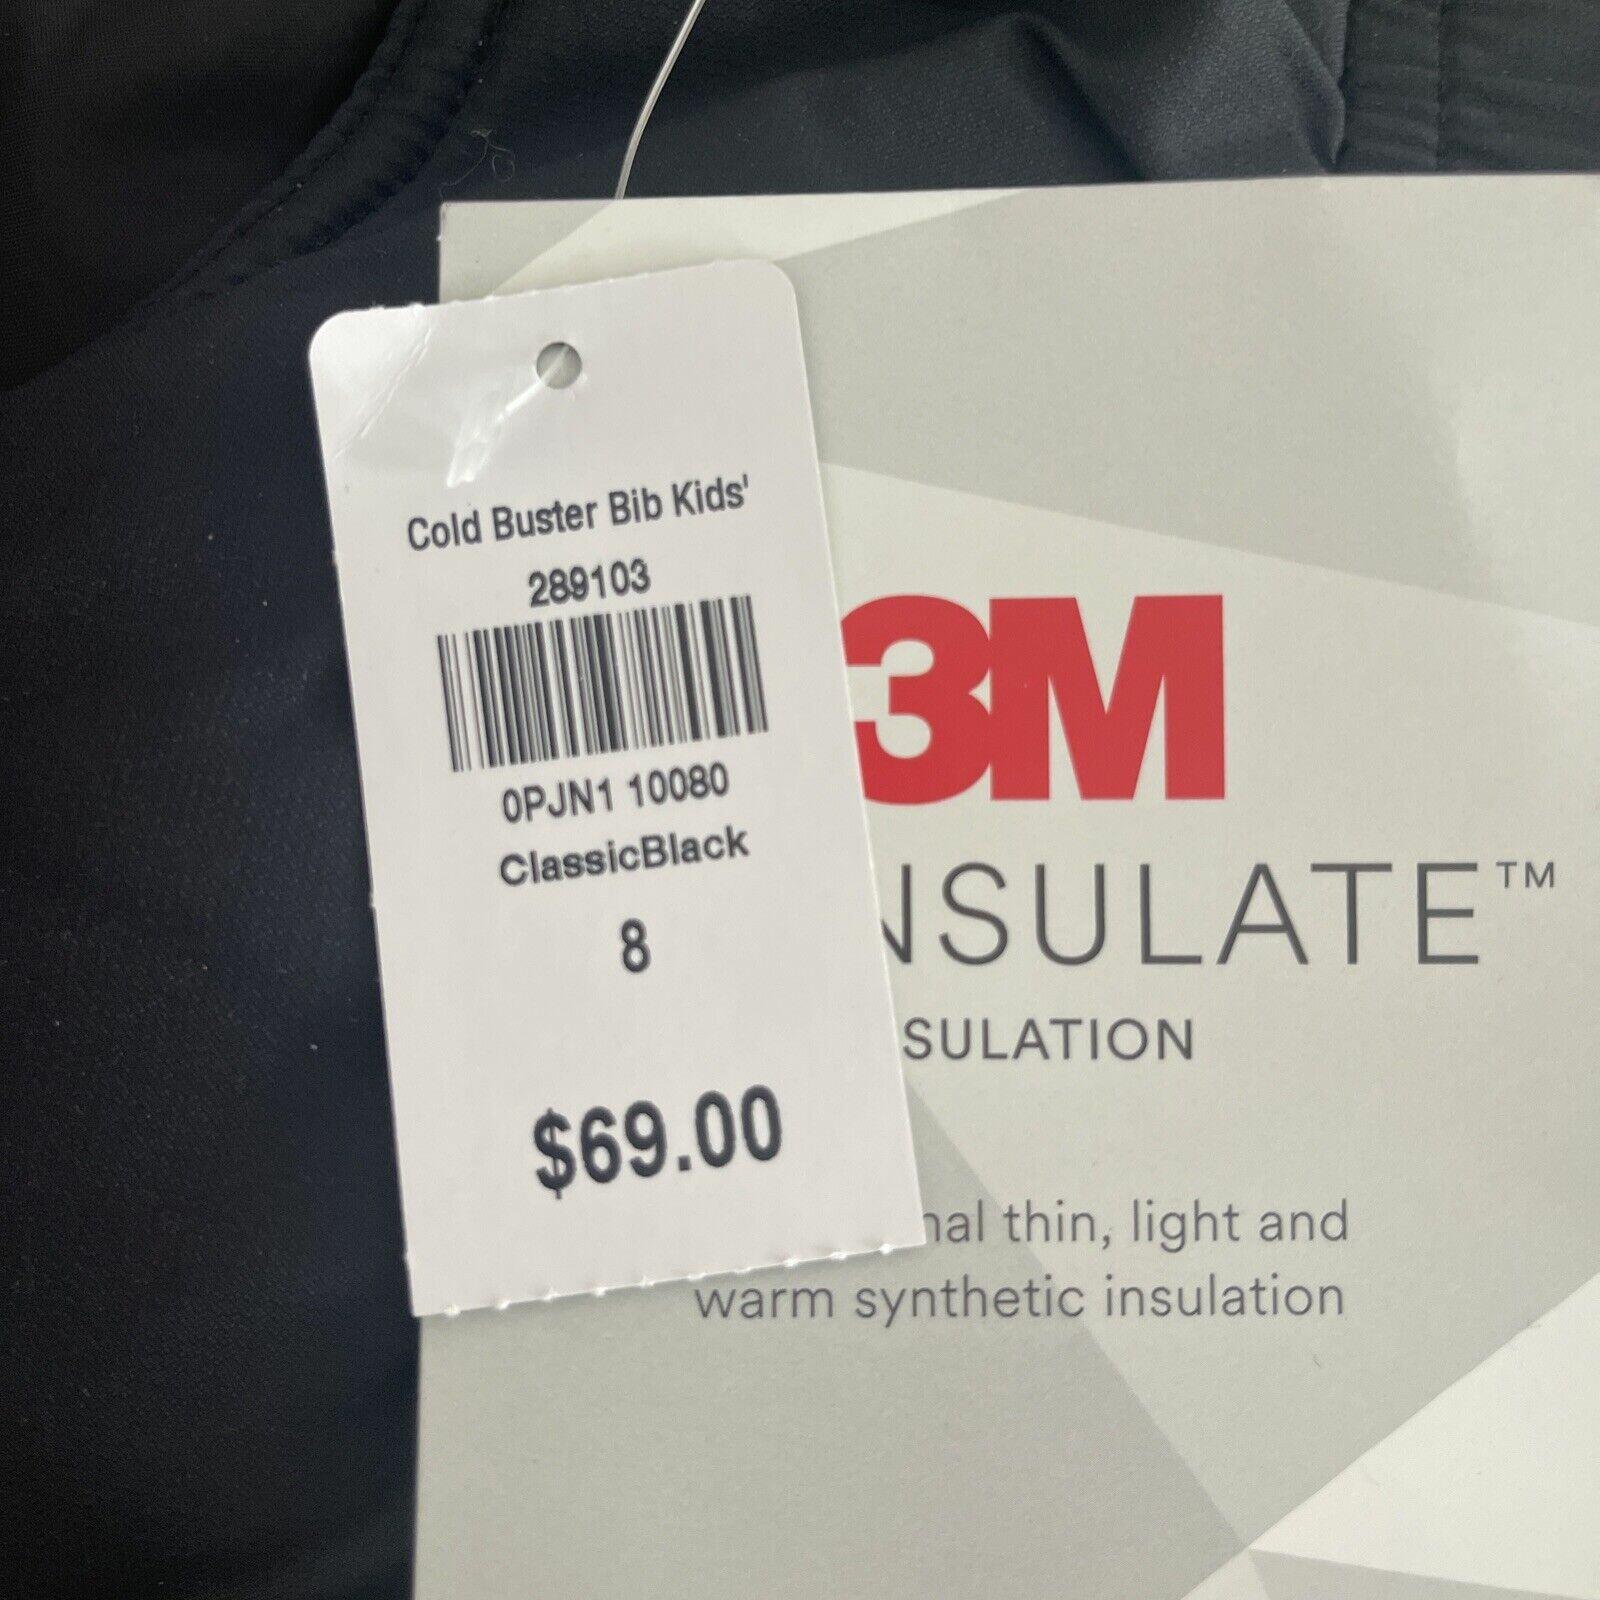 Cold Buster Bib Kids'
289103
0PJN1 10080
ClassicBlack
8
$69.00
3M
NSULATE™
SULATION
nal thin, light and
warm synthetic insulation